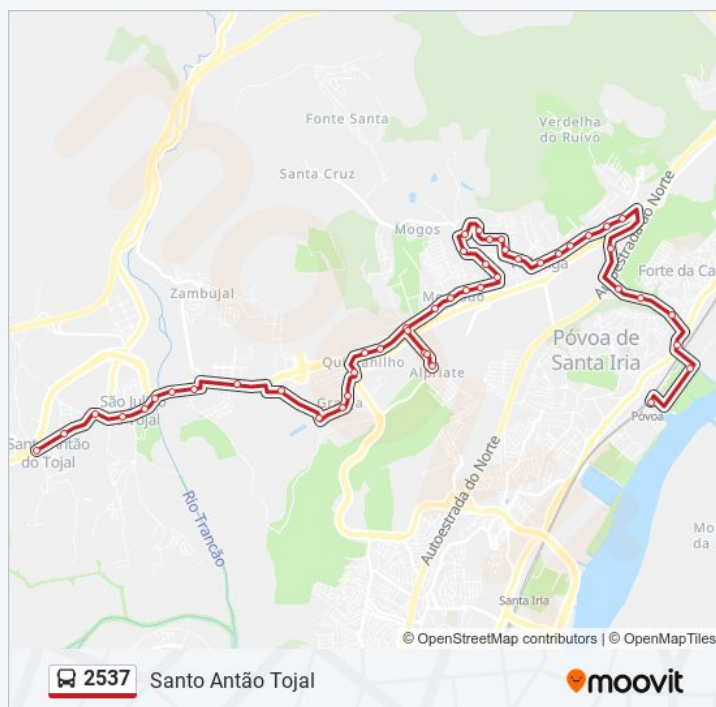 Fonte Santa
Verdelha
do Ruivo
Santa Cruz
Mogos
Autoestrada do Norte
Forte da Ca
Zambujal
Póvoa de
Santa Iria
Quintanilho
Alpriate
São Julião
do Tojal
Santo Antão
do Tojal
Póvoa
Rio Trancão
Autoestrada do Norte
Mo
da
Santa Iria
© OpenStreetMap contributors | © OpenMapTiles
2537 Santo Antão Tojal
moovit